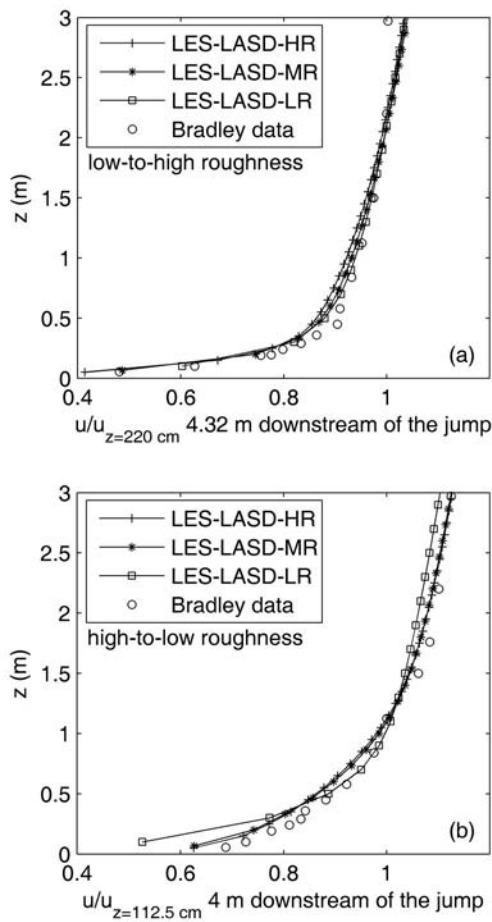 3
2.5
2
1.5
1
0.5
0
z (m)
LES-LASD-HR
LES-LASD-MR
LES-LASD-LR
Bradley data
low-to-high roughness
(a)
0.4 0.6 0.8 1
u/u z=220 cm 4.32 m downstream of the jump
3
2.5
2
1.5
1
0.5
0
z (m)
LES-LASD-HR
LES-LASD-MR
LES-LASD-LR
Bradley data
high-to-low roughness
(b)
0.4 0.6 0.8 1
u/u z=112.5 cm 4 m downstream of the jump